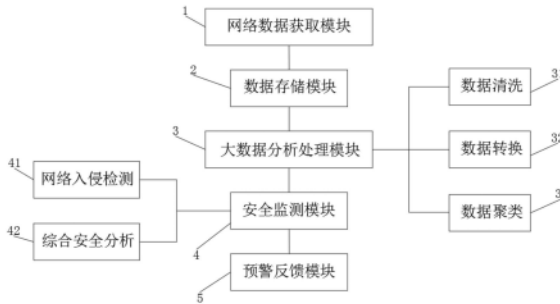 1
网络数据获取模块
2
数据存储模块
3
大数据分析处理模块
数据清洗
数据转换
数据聚类
41
网络入侵检测
42
综合安全分析
安全监测模块
4
预警反馈模块
5